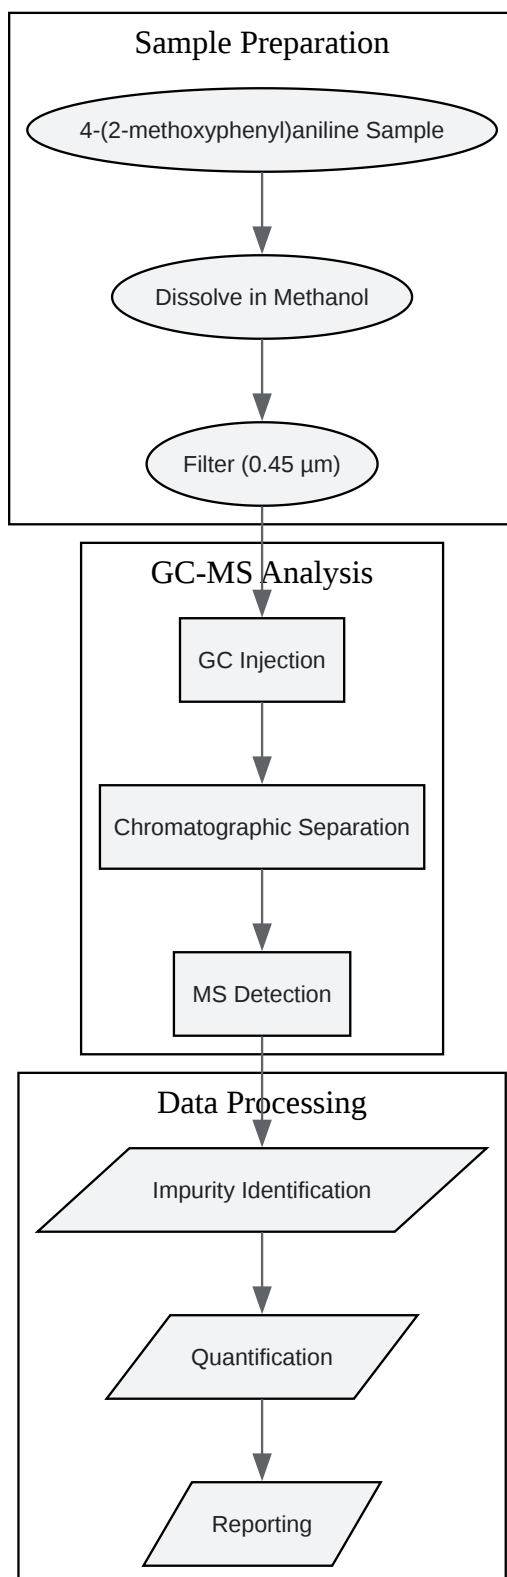 Sample Preparation
4-(2-methoxyphenyl)aniline Sample
Dissolve in Methanol
Filter (0.45 µm)
GC-MS Analysis
GC Injection
Chromatographic Separation
MS Detection
Data Processing
Impurity Identification
Quantification
Reporting